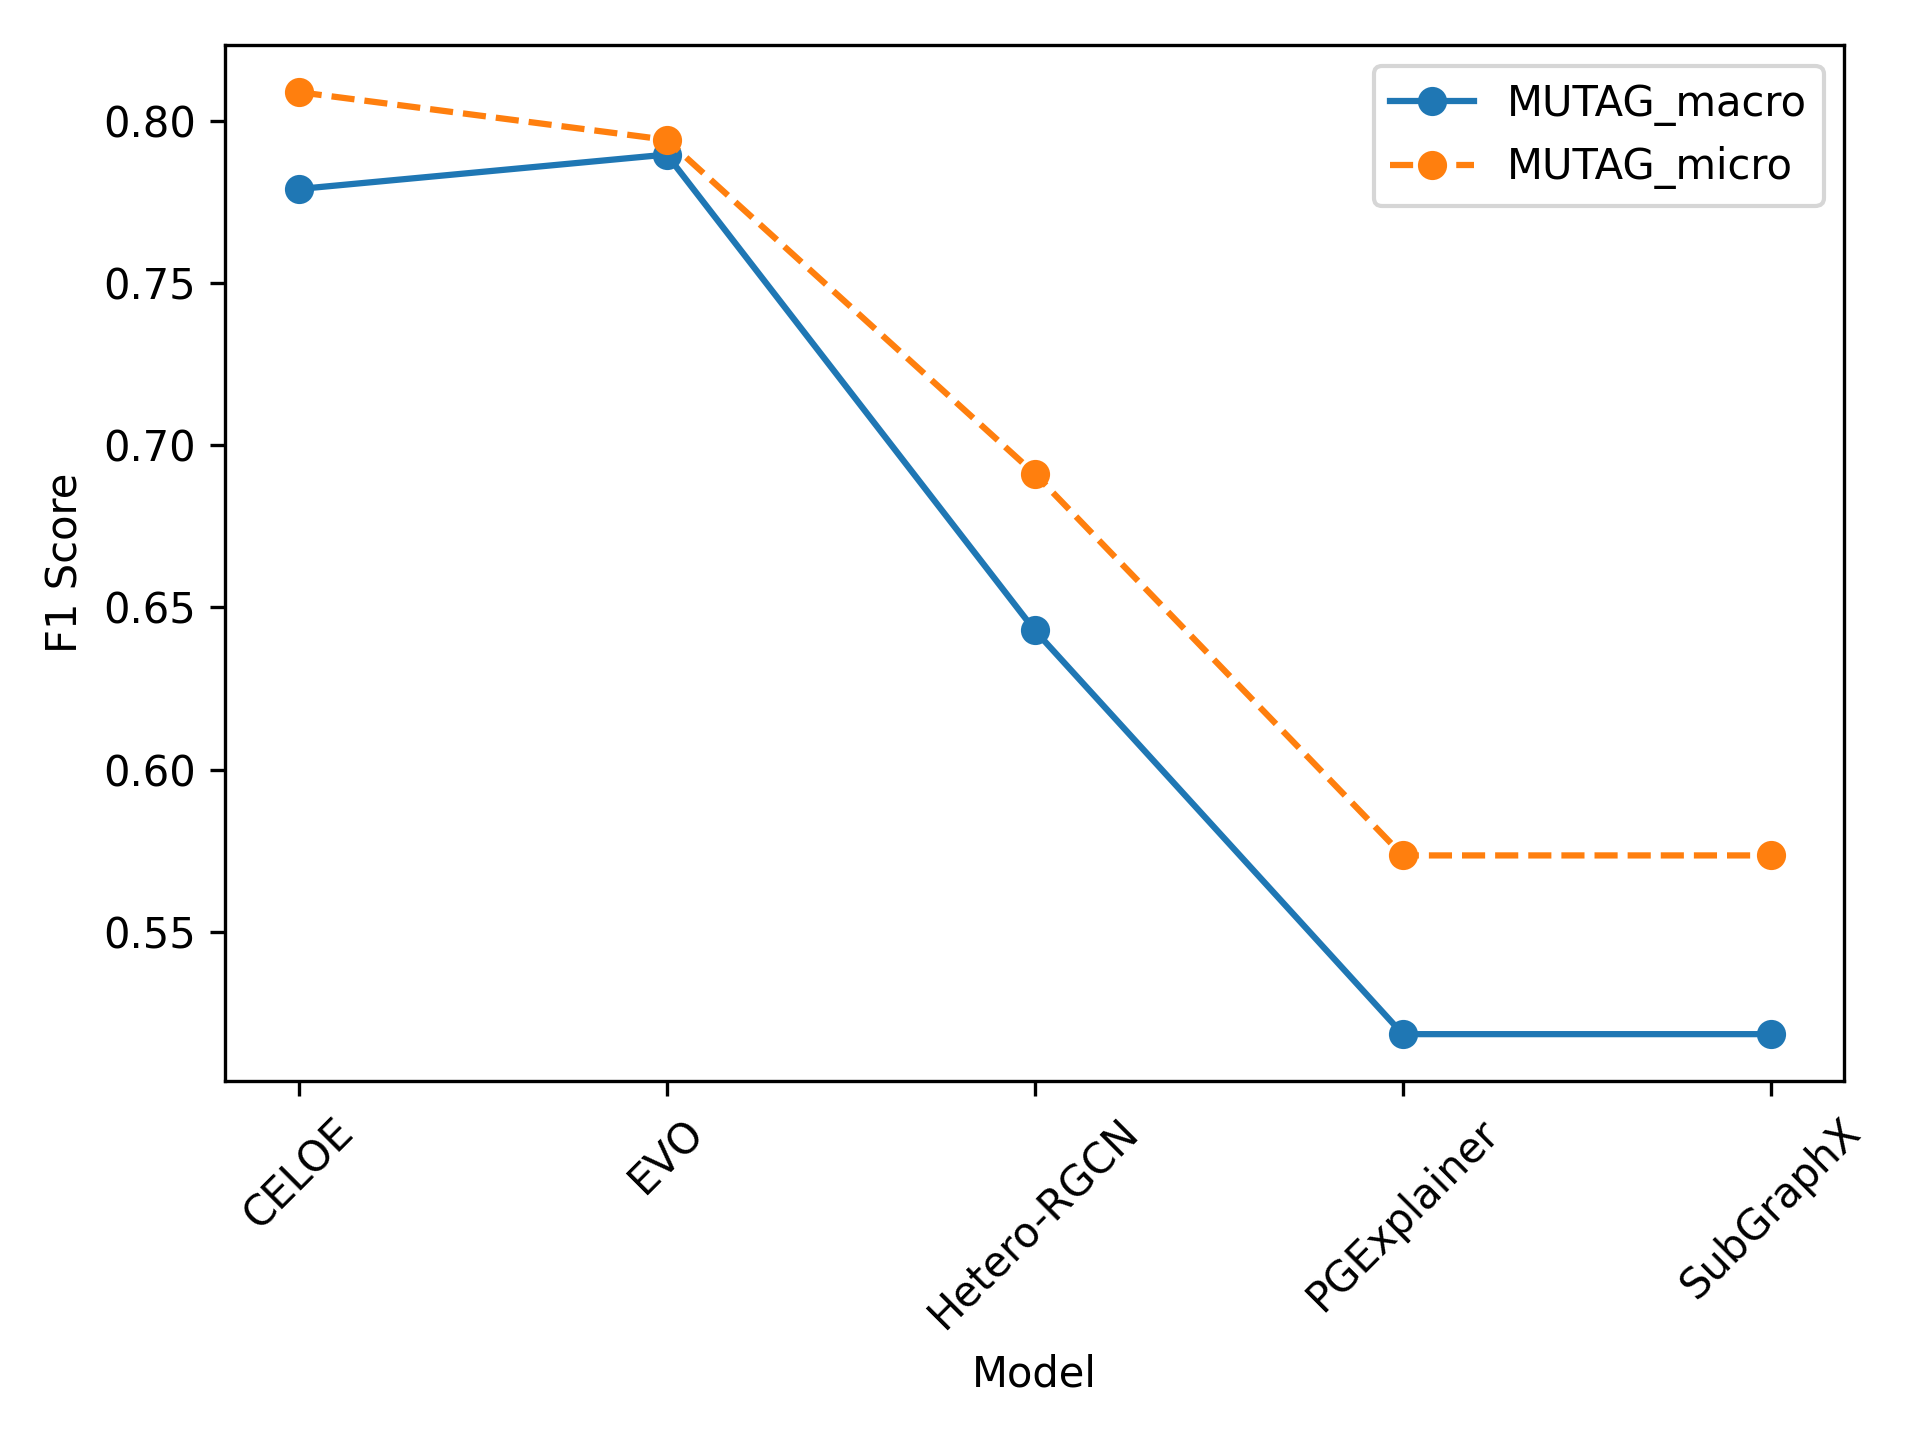 MUTAG_macro
MUTAG_micro
F1 Score
0.80
0.75
0.70
0.65
0.60
0.55
CELOE
EVO
Hetero-RGCN
PGExplainer
SubGraphX
Model